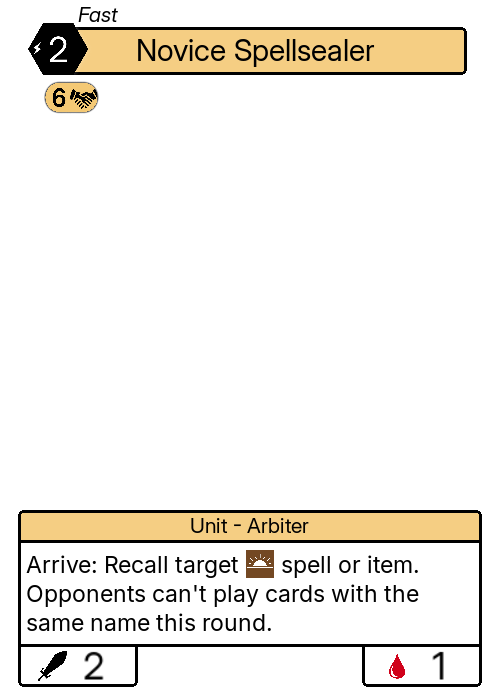 Fast
2 Novice Spellsealer
6
Unit - Arbiter
Arrive: Recall target spell or item.
Opponents can't play cards with the
same name this round.
2 1